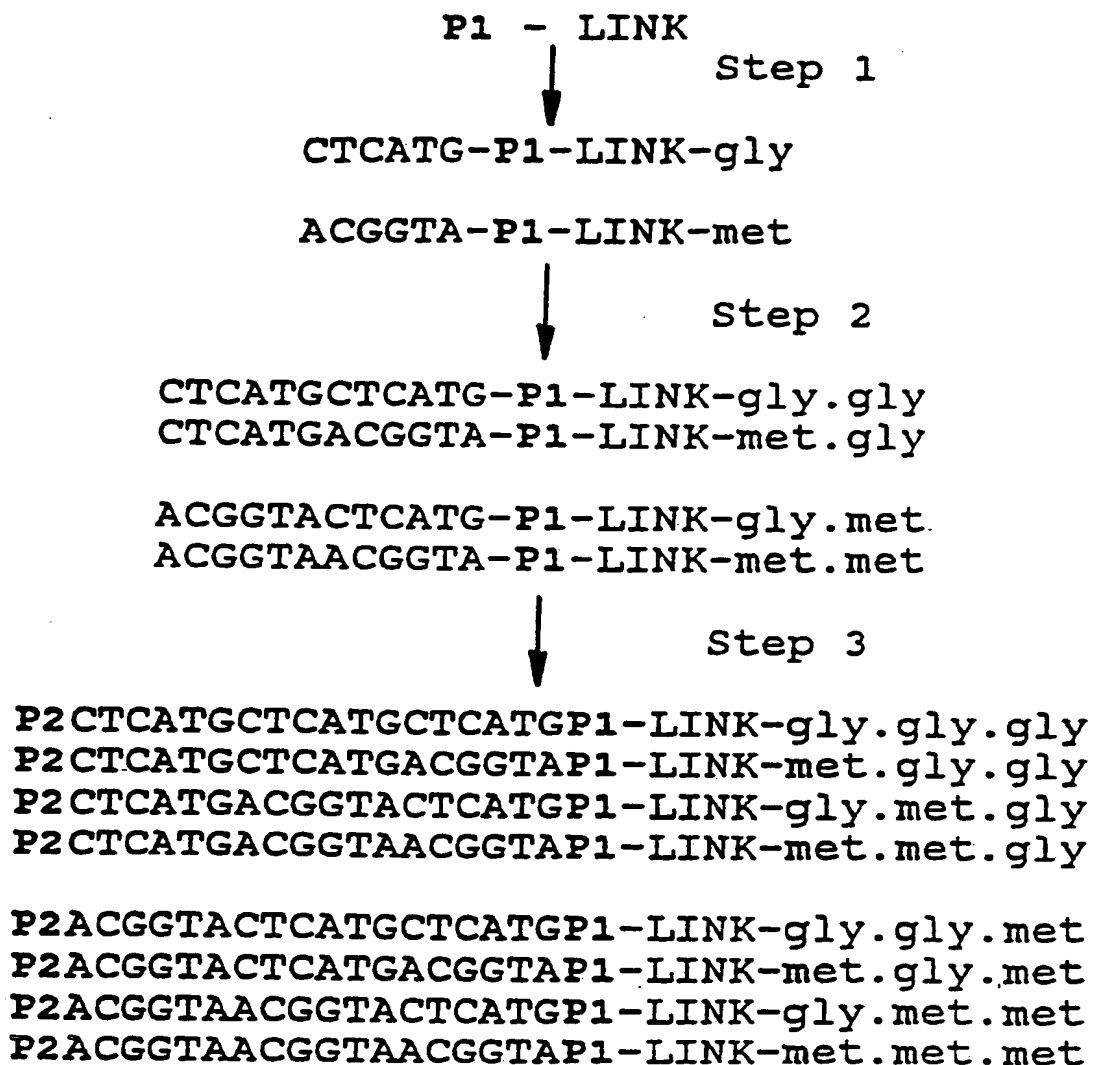 P1 - LINK
Step 1
CTCATG-P1-LINK-gly
ACGGTA-P1-LINK-met
Step 2
CTCATGCTCATG-P1-LINK-gly.gly
CTCATGACGGTA-P1-LINK-met.gly
ACGGTACTCATG-P1-LINK-gly.met
ACGGTAACGGTA-P1-LINK-met.met
Step 3
P2CTCATGCTCATGCTCATGP1-LINK-gly.gly.gly
P2CTCATGCTCATGACGGTAP1-LINK-met.gly.gly
P2CTCATGACGGTACTCATGP1-LINK-gly.met.gly
P2CTCATGACGGTAACGGTAP1-LINK-met.met.gly
P2ACGGTACTCATGCTCATGP1-LINK-gly.gly.met
P2ACGGTACTCATGACGGTAP1-LINK-met.gly.met
P2ACGGTAACGGTACTCATGP1-LINK-gly.met.met
P2ACGGTAACGGTAACGGTAP1-LINK-met.met.met